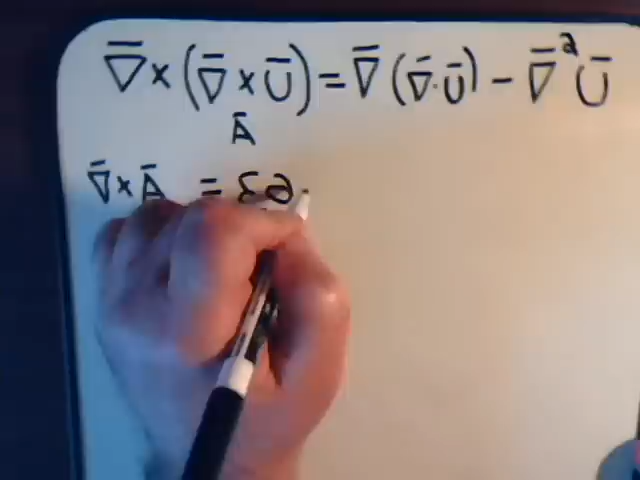 ∇̄ × (∇̄ × Ū) = ∇̄ (∇̄ · Ū) − ∇̄² Ū
Ā
∇̄ × Ā = ε∂